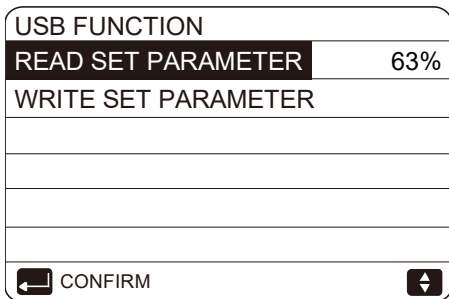 USB FUNCTION
READ SET PARAMETER 63%
WRITE SET PARAMETER
CONFIRM